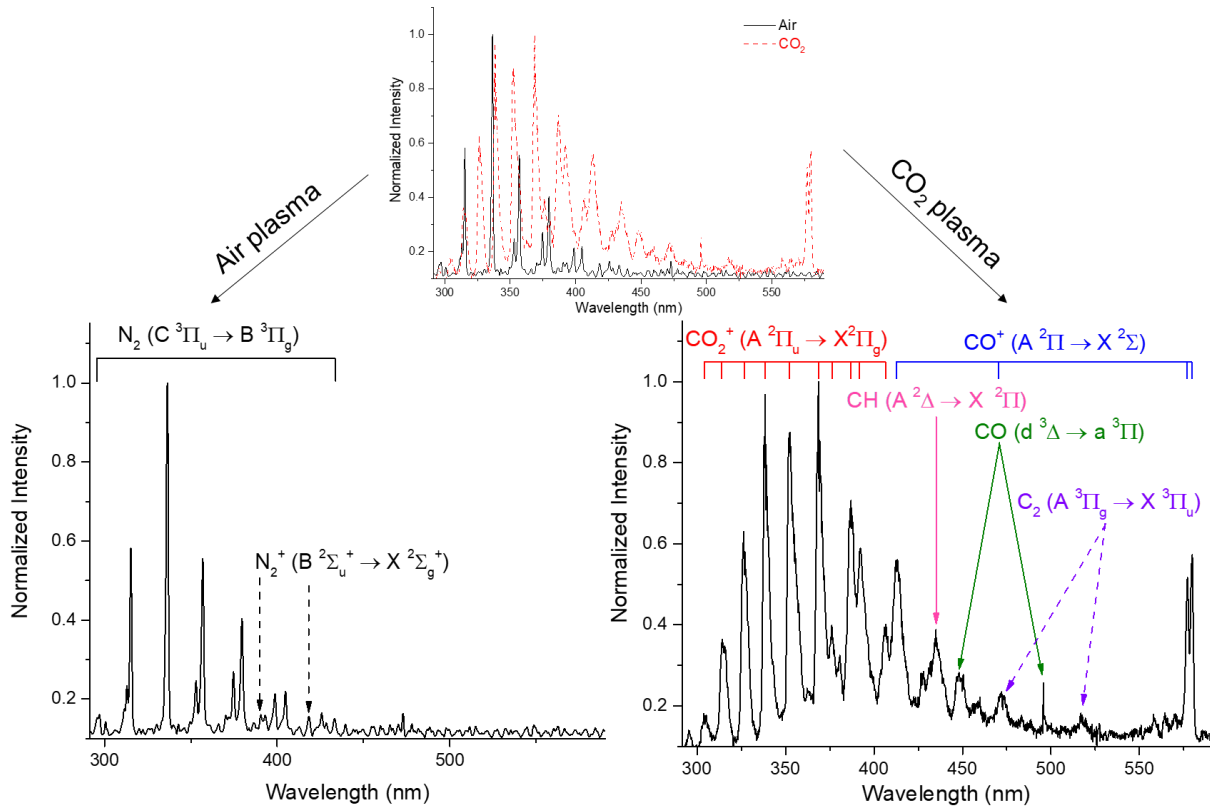 Air
CO₂
Normalized Intensity
1.0
0.8
0.6
0.4
0.2
300
350
400
450
500
550
Wavelength (nm)
Air plasma
CO₂ plasma
N₂ (C ³Πᵤ → B ³Π_g)
N₂⁺ (B ²Σᵤ⁺ → X ²Σ_g⁺)
Normalized Intensity
1.0
0.8
0.6
0.4
0.2
300
400
500
Wavelength (nm)
CO₂⁺ (A ²Πᵤ → X²Π_g)
CO⁺ (A ²Π → X ²Σ)
CH (A ²Δ → X ²Π)
CO (d ³Δ → a ³Π)
C₂ (A ³Π_g → X ³Πᵤ)
Normalized Intensity
1.0
0.8
0.6
0.4
0.2
300
350
400
450
500
550
Wavelength (nm)